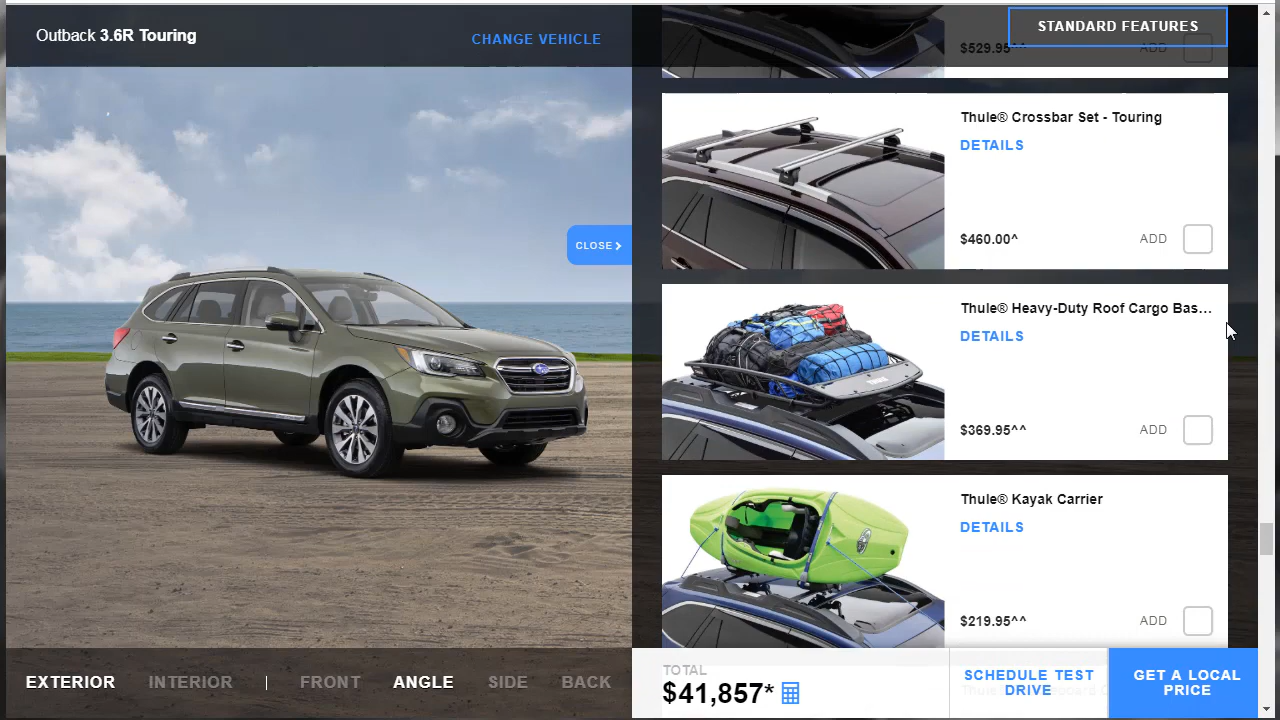 Outback 3.6R Touring
CHANGE VEHICLE
STANDARD FEATURES
$529.95^^
ADD
Thule® Crossbar Set - Touring
DETAILS
$460.00^
ADD
CLOSE
Thule® Heavy-Duty Roof Cargo Bas...
DETAILS
$369.95^^
ADD
Thule® Kayak Carrier
DETAILS
$219.95^^
ADD
EXTERIOR
INTERIOR
FRONT
ANGLE
SIDE
BACK
TOTAL
$41,857*
SCHEDULE TEST
DRIVE
GET A LOCAL
PRICE